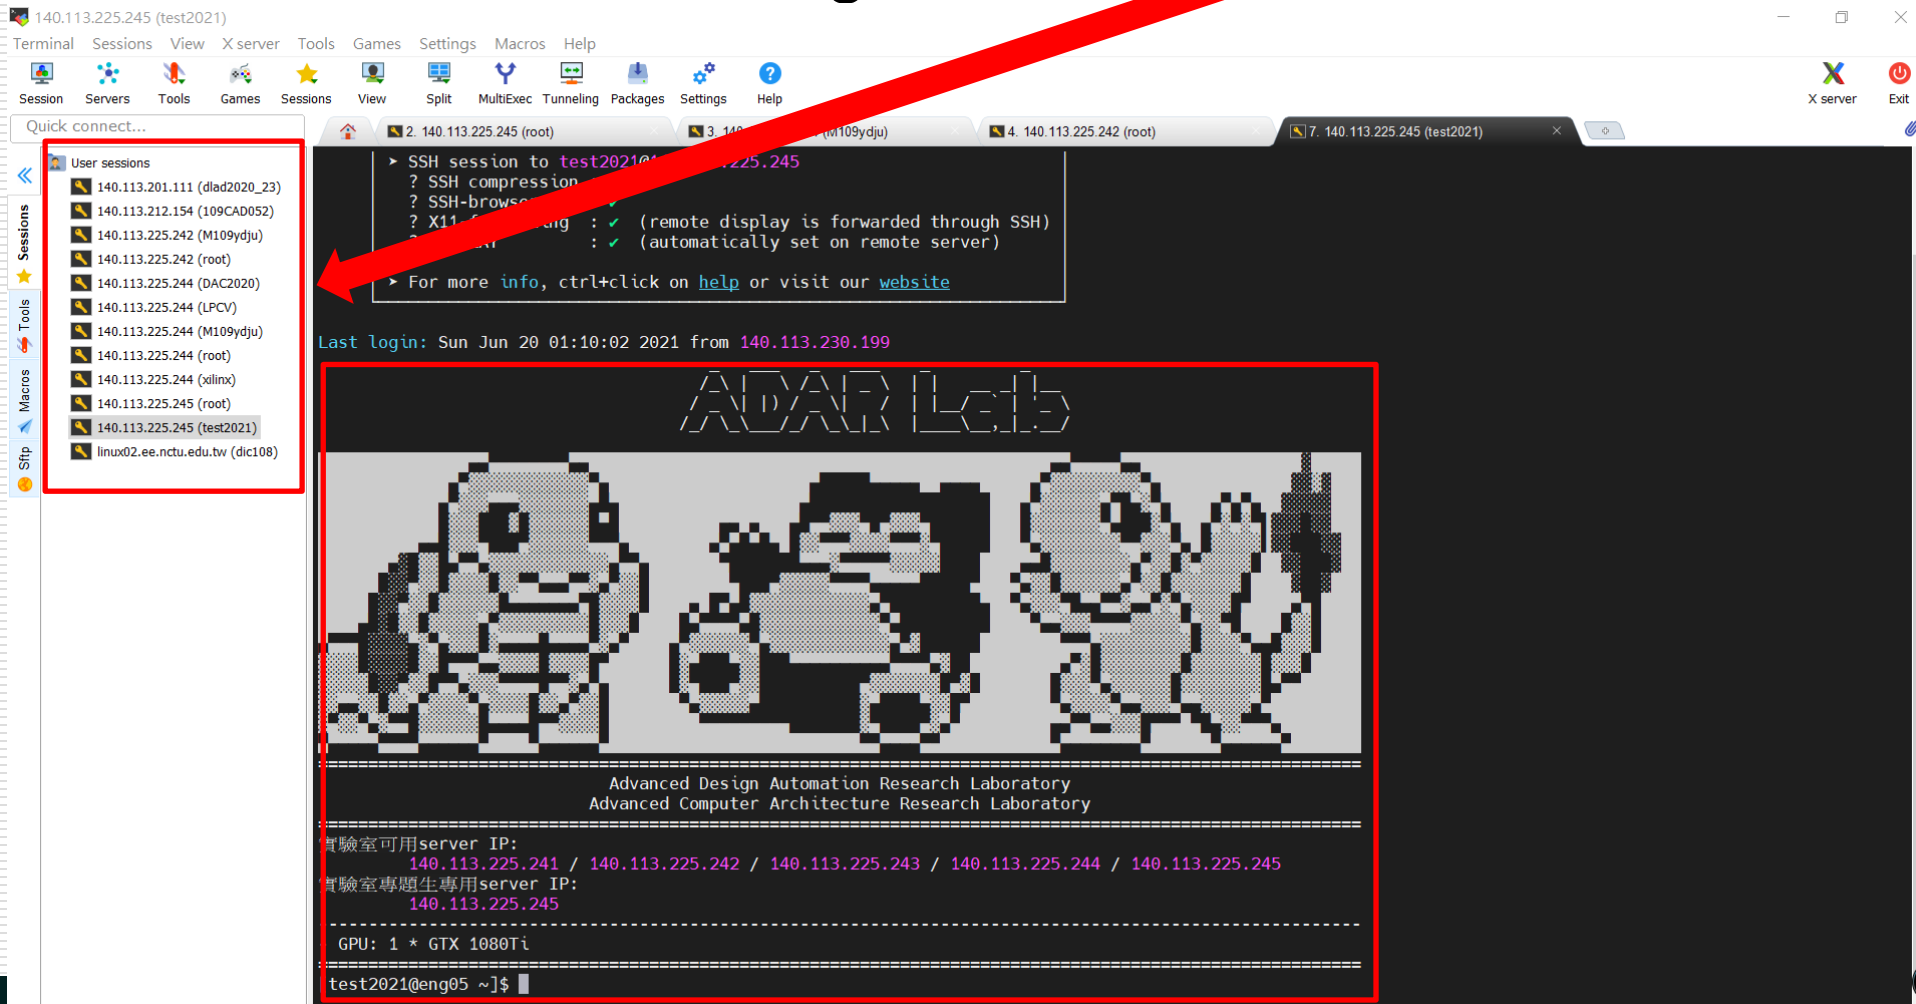 140.113.225.245 (test2021)
Terminal Sessions View X server Tools Games Settings Macros Help
Session Servers Tools Games Sessions View Split MultiExec Tunneling Packages Settings Help X server Exit
Quick connect...
2. 140.113.225.245 (root) 3. (M109ydju) 4. 140.113.225.242 (root) 7. 140.113.225.245 (test2021)
Sessions
Tools
Macros
Sftp
User sessions
140.113.201.111 (dlad2020_23)
140.113.212.154 (109CAD052)
140.113.225.242 (M109ydju)
140.113.225.242 (root)
140.113.225.244 (DAC2020)
140.113.225.244 (LPCV)
140.113.225.244 (M109ydju)
140.113.225.244 (root)
140.113.225.244 (xilinx)
140.113.225.245 (root)
140.113.225.245 (test2021)
linux02.ee.nctu.edu.tw (dic108)
➤ SSH session to
? SSH compression
?
? : ✔ (remote display is forwarded through SSH)
: ✔ (automatically set on remote server)
➤ For more info, ctrl+click on help or visit our website
Last login: Sun Jun 20 01:10:02 2021 from 140.113.230.199
ADAR Lab
Advanced Design Automation Research Laboratory
Advanced Computer Architecture Research Laboratory
實驗室可用server IP:
140.113.225.241 / 140.113.225.242 / 140.113.225.243 / 140.113.225.244 / 140.113.225.245
實驗室專題生專用server IP:
140.113.225.245
GPU: 1 * GTX 1080Ti
test2021@eng05 ~]$